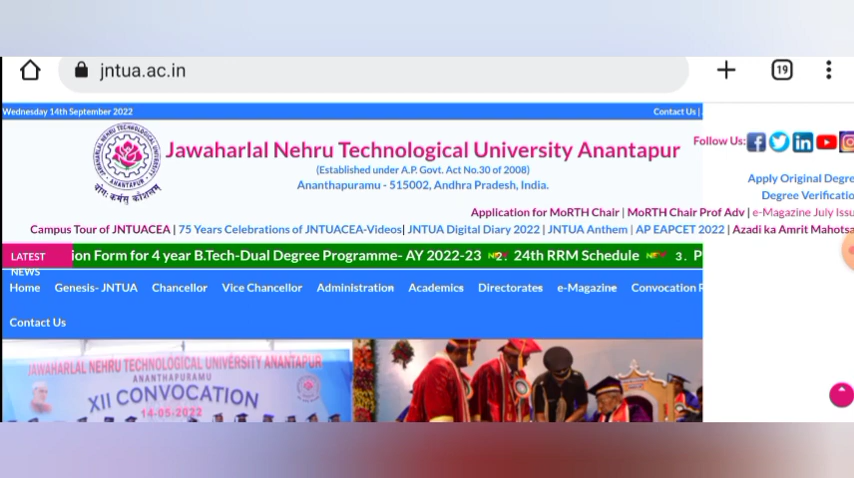 jntua.ac.in
19
Wednesday 14th September 2022
Contact Us |
Jawaharlal Nehru Technological University Anantapur
Follow Us:
(Established under A.P. Govt. Act No.30 of 2008)
Ananthapuramu - 515002, Andhra Pradesh, India.
Apply Original Degre
Degree Verificatio
Application for MoRTH Chair | MoRTH Chair Prof Adv | e-Magazine July Issu
Campus Tour of JNTUACEA | 75 Years Celebrations of JNTUACEA-Videos| JNTUA Digital Diary 2022 | JNTUA Anthem | AP EAPCET 2022 | Azadi ka Amrit Mahotsa
LATEST NEWS
ion Form for 4 year B.Tech-Dual Degree Programme- AY 2022-23 2. 24th RRM Schedule 3. P
Home Genesis- JNTUA Chancellor Vice Chancellor Administration Academics Directorates e-Magazine Convocation
Contact Us
JAWAHARLAL NEHRU TECHNOLOGICAL UNIVERSITY ANANTAPUR
ANANTHAPURAMU
XII CONVOCATION
14-05-2022